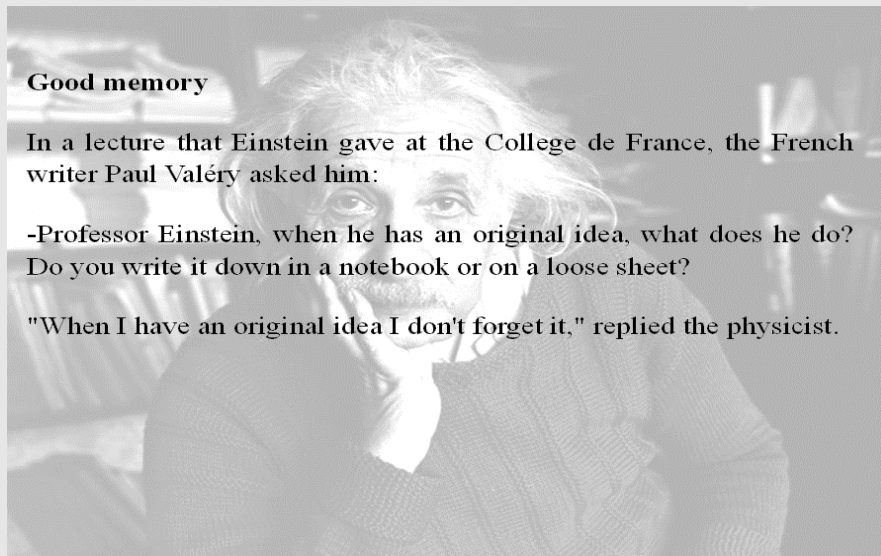 Good memory
In a lecture that Einstein gave at the College de France, the French
writer Paul Valéry asked him:
-Professor Einstein, when he has an original idea, what does he do?
Do you write it down in a notebook or on a loose sheet?
"When I have an original idea I don't forget it," replied the physicist.